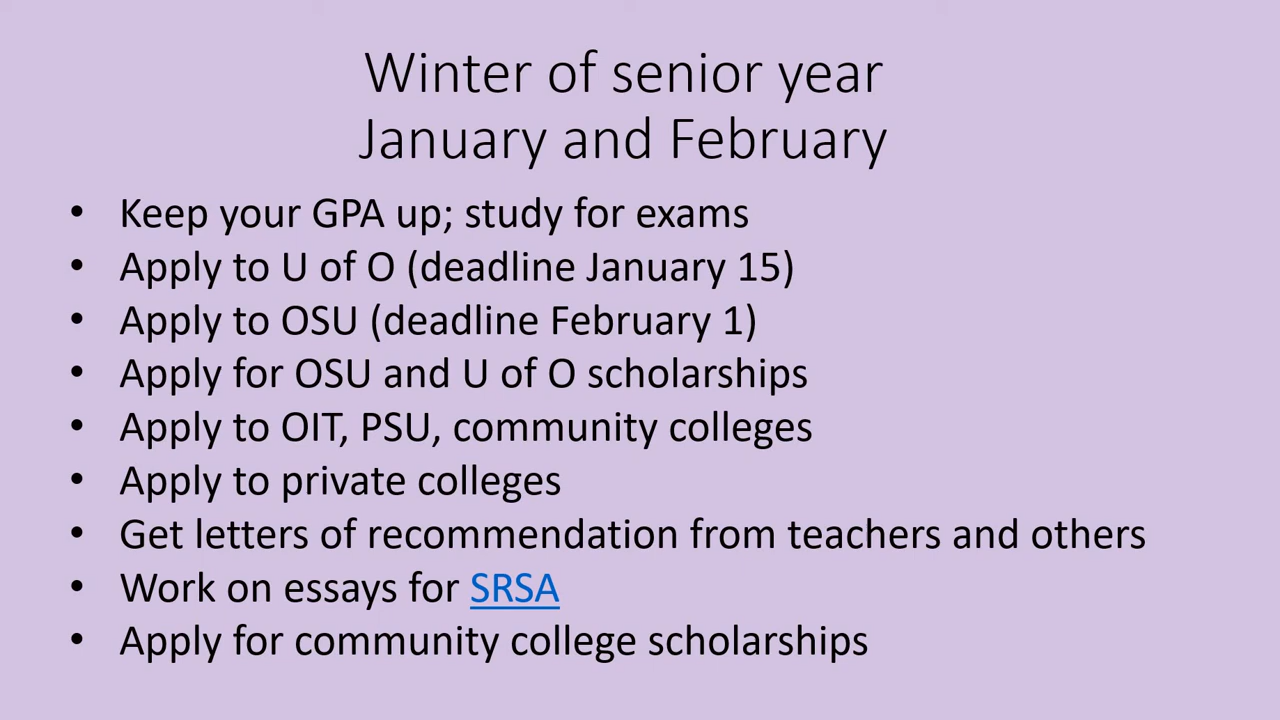 Winter of senior year
January and February
• Keep your GPA up; study for exams
• Apply to U of O (deadline January 15)
• Apply to OSU (deadline February 1)
• Apply for OSU and U of O scholarships
• Apply to OIT, PSU, community colleges
• Apply to private colleges
• Get letters of recommendation from teachers and others
• Work on essays for SRSA
• Apply for community college scholarships